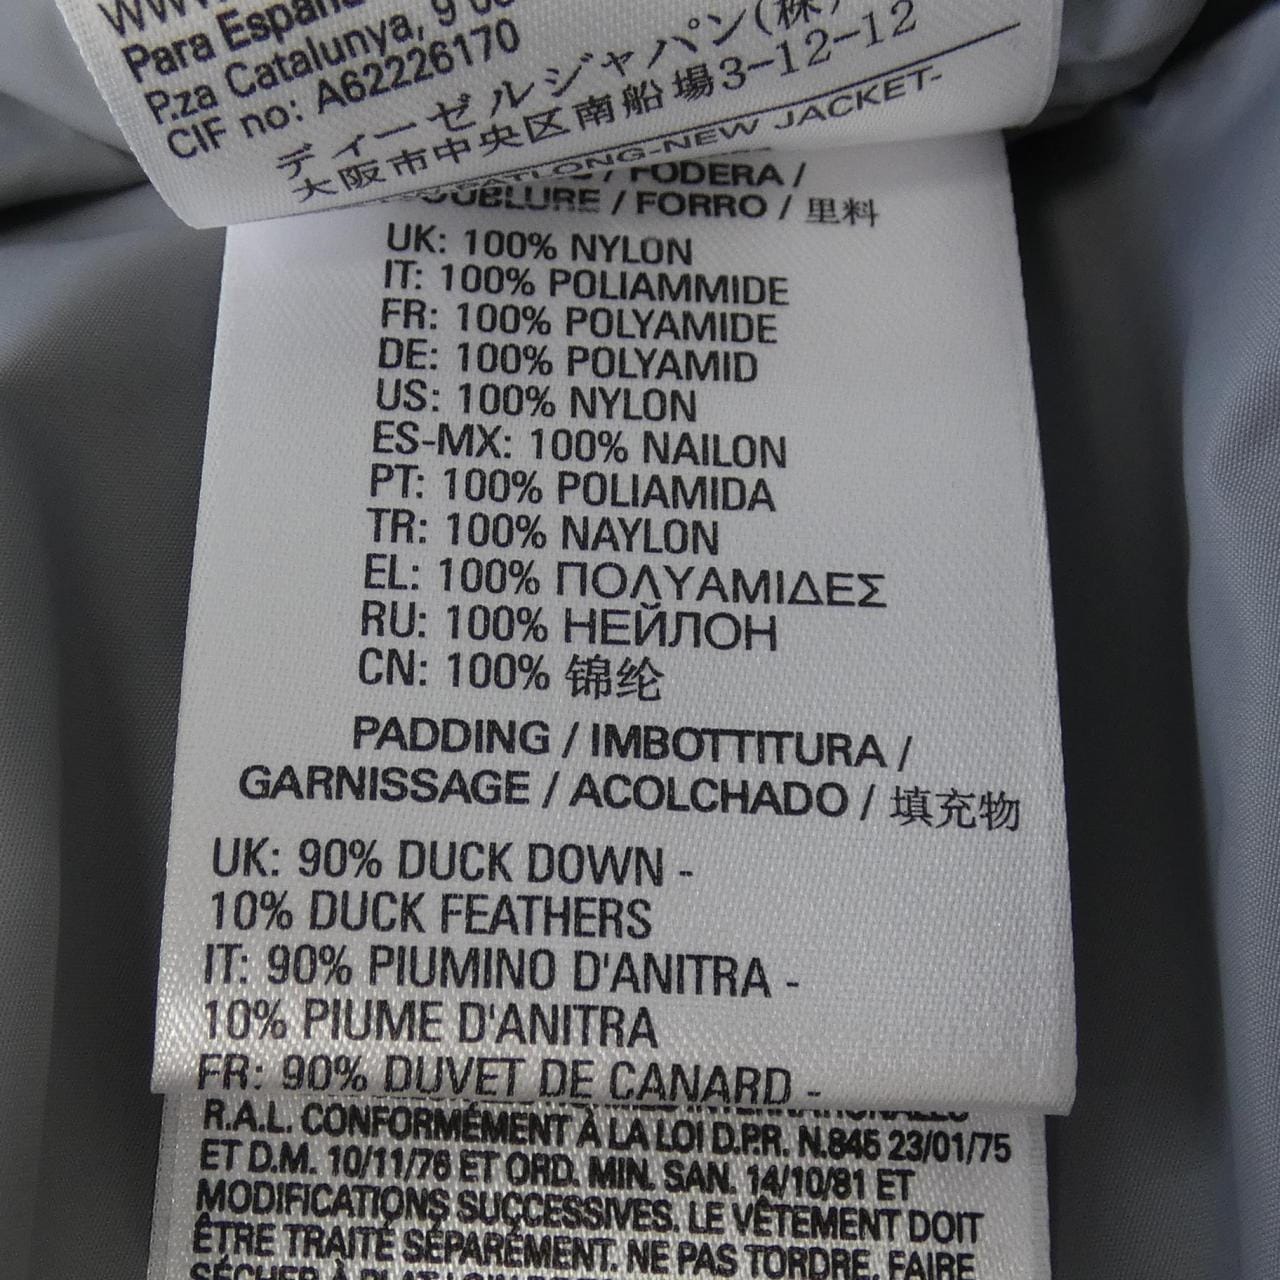 Para España
P.za Catalunya, 9
CIF no: A62226170
ディーゼルジャパン(株)
大阪市中央区南船場3-12-12
-NEW JACKET-
/ FODERA /
DOUBLURE / FORRO / 里料
UK: 100% NYLON
IT: 100% POLIAMMIDE
FR: 100% POLYAMIDE
DE: 100% POLYAMID
US: 100% NYLON
ES-MX: 100% NAILON
PT: 100% POLIAMIDA
TR: 100% NAYLON
EL: 100% ΠΟΛΥΑΜΙΔΕΣ
RU: 100% НЕЙЛОН
CN: 100% 锦纶
PADDING / IMBOTTITURA /
GARNISSAGE / ACOLCHADO / 填充物
UK: 90% DUCK DOWN -
10% DUCK FEATHERS
IT: 90% PIUMINO D'ANITRA -
10% PIUME D'ANITRA
FR: 90% DUVET DE CANARD -
R.A.L. CONFORMÉMENT À LA LOI D.P.R. N.845 23/01/75
ET D.M. 10/11/76 ET ORD. MIN. SAN. 14/10/81 ET
MODIFICATIONS SUCCESSIVES. LE VÊTEMENT DOIT
ÊTRE TRAITÉ SÉPARÉMENT. NE PAS TORDRE, FAIRE
SÉCHER À PLAT